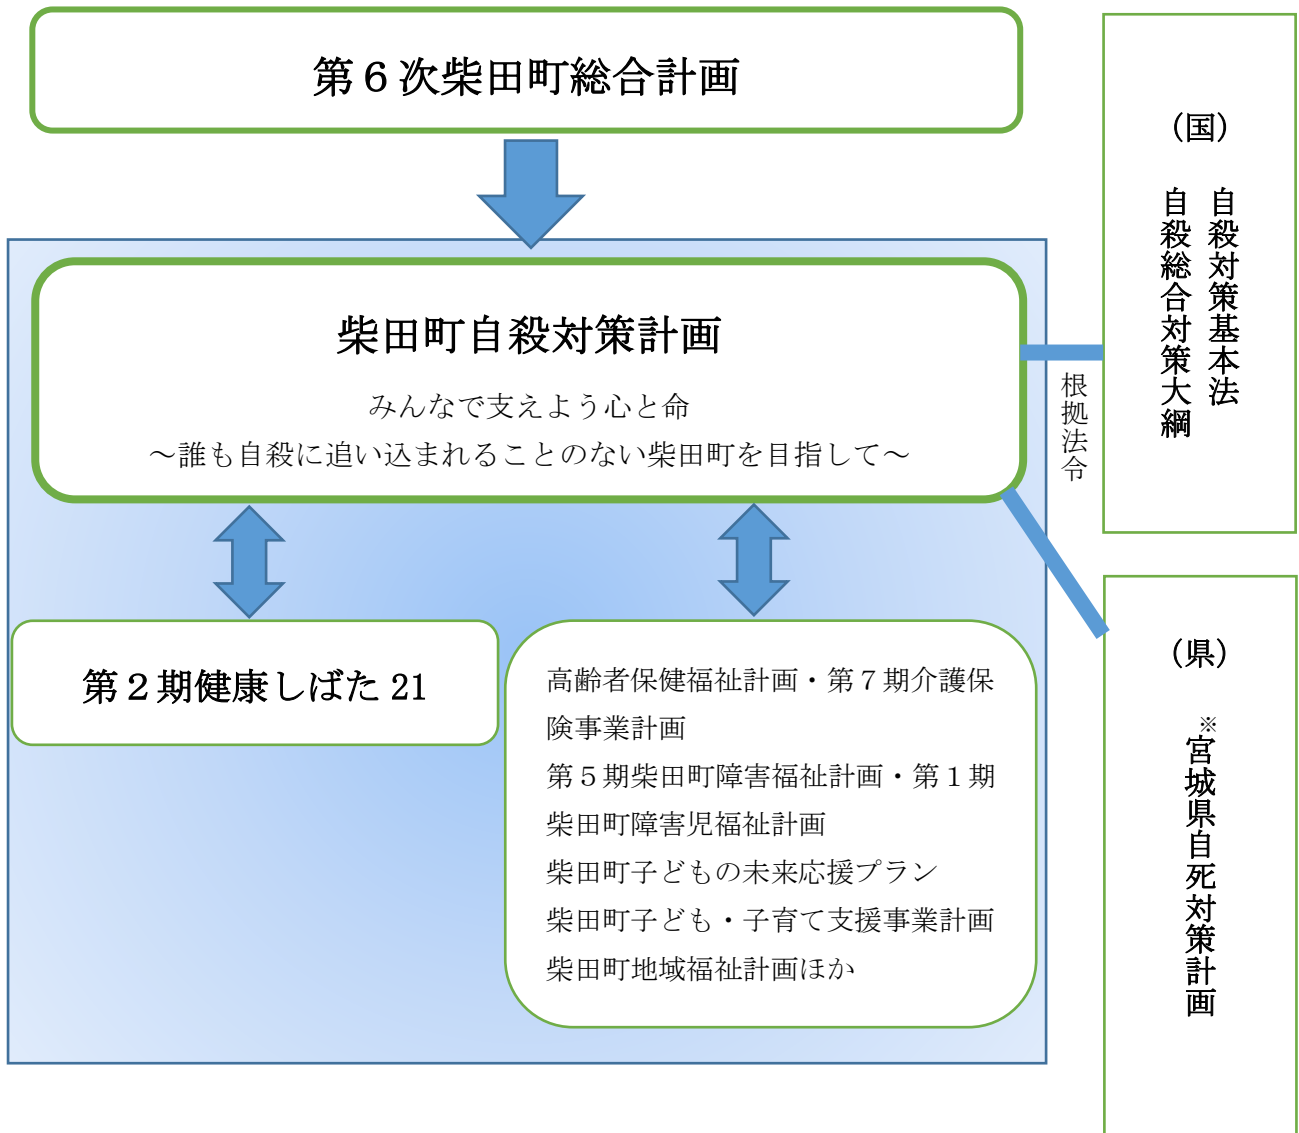 第６次柴田町総合計画
柴田町自殺対策計画
みんなで支えよう心と命
～誰も自殺に追い込まれることのない柴田町を目指して～
根拠法令
（国）
自殺対策基本法
自殺総合対策大綱
第２期健康しばた 21
高齢者保健福祉計画・第７期介護保
険事業計画
第５期柴田町障害福祉計画・第１期
柴田町障害児福祉計画
柴田町子どもの未来応援プラン
柴田町子ども・子育て支援事業計画
柴田町地域福祉計画ほか
（県）
※宮城県自死対策計画